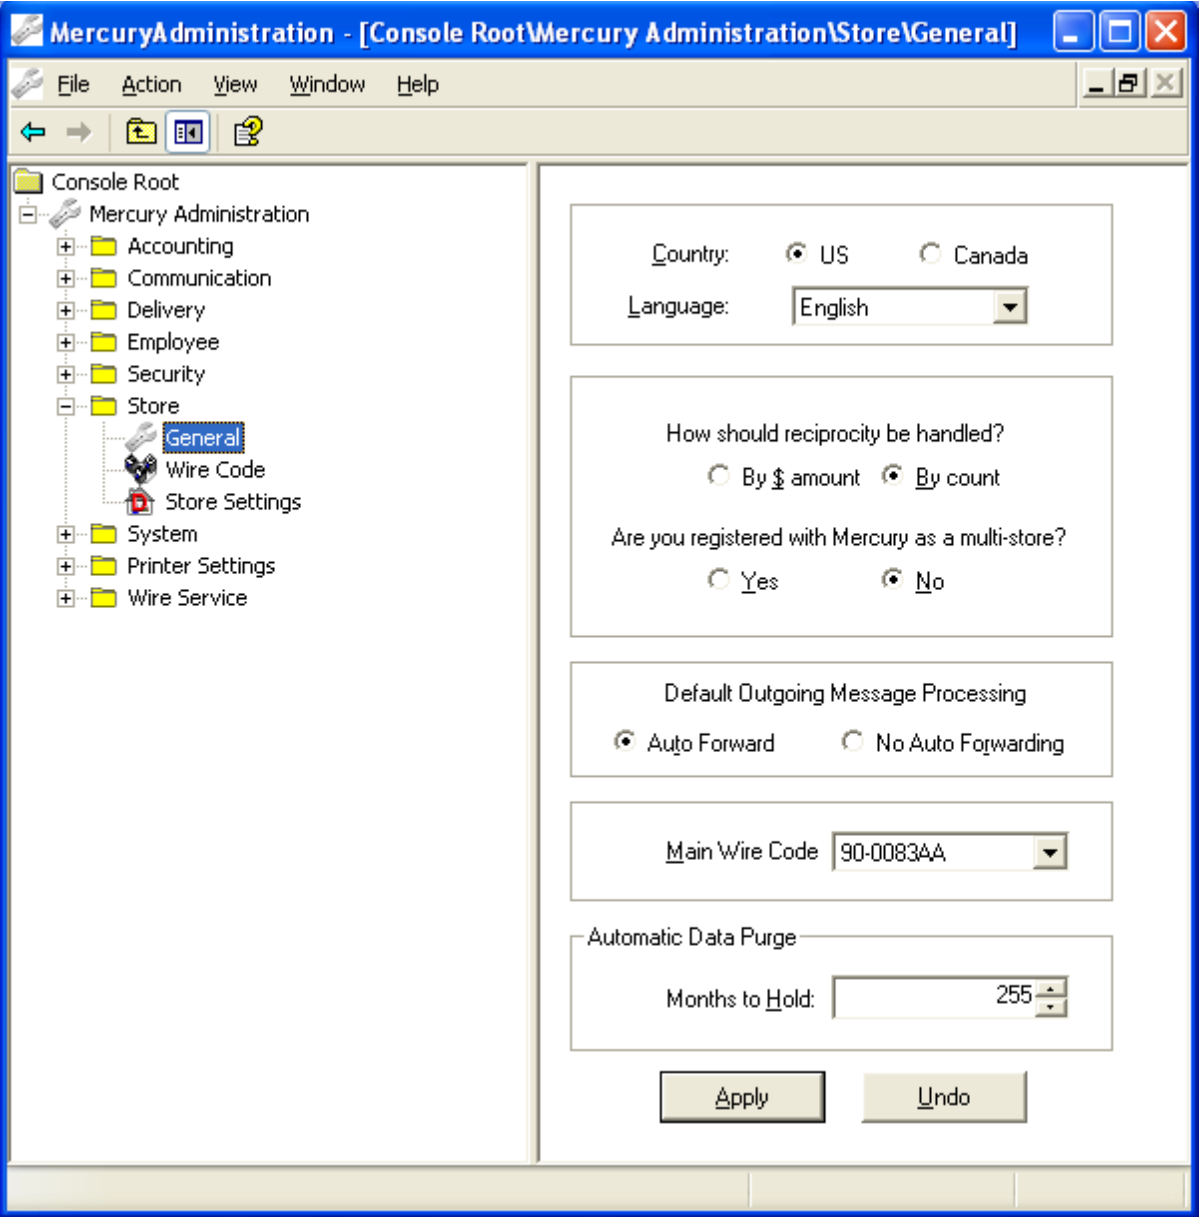 MercuryAdministration - [Console Root\Mercury Administration\Store\General]
File Action View Window Help
Console Root
Mercury Administration
Accounting
Communication
Delivery
Employee
Security
Store
General
Wire Code
Store Settings
System
Printer Settings
Wire Service
Country: US Canada
Language: English
How should reciprocity be handled?
By $ amount By count
Are you registered with Mercury as a multi-store?
Yes No
Default Outgoing Message Processing
Auto Forward No Auto Forwarding
Main Wire Code 90-0083AA
Automatic Data Purge
Months to Hold: 255
Apply Undo